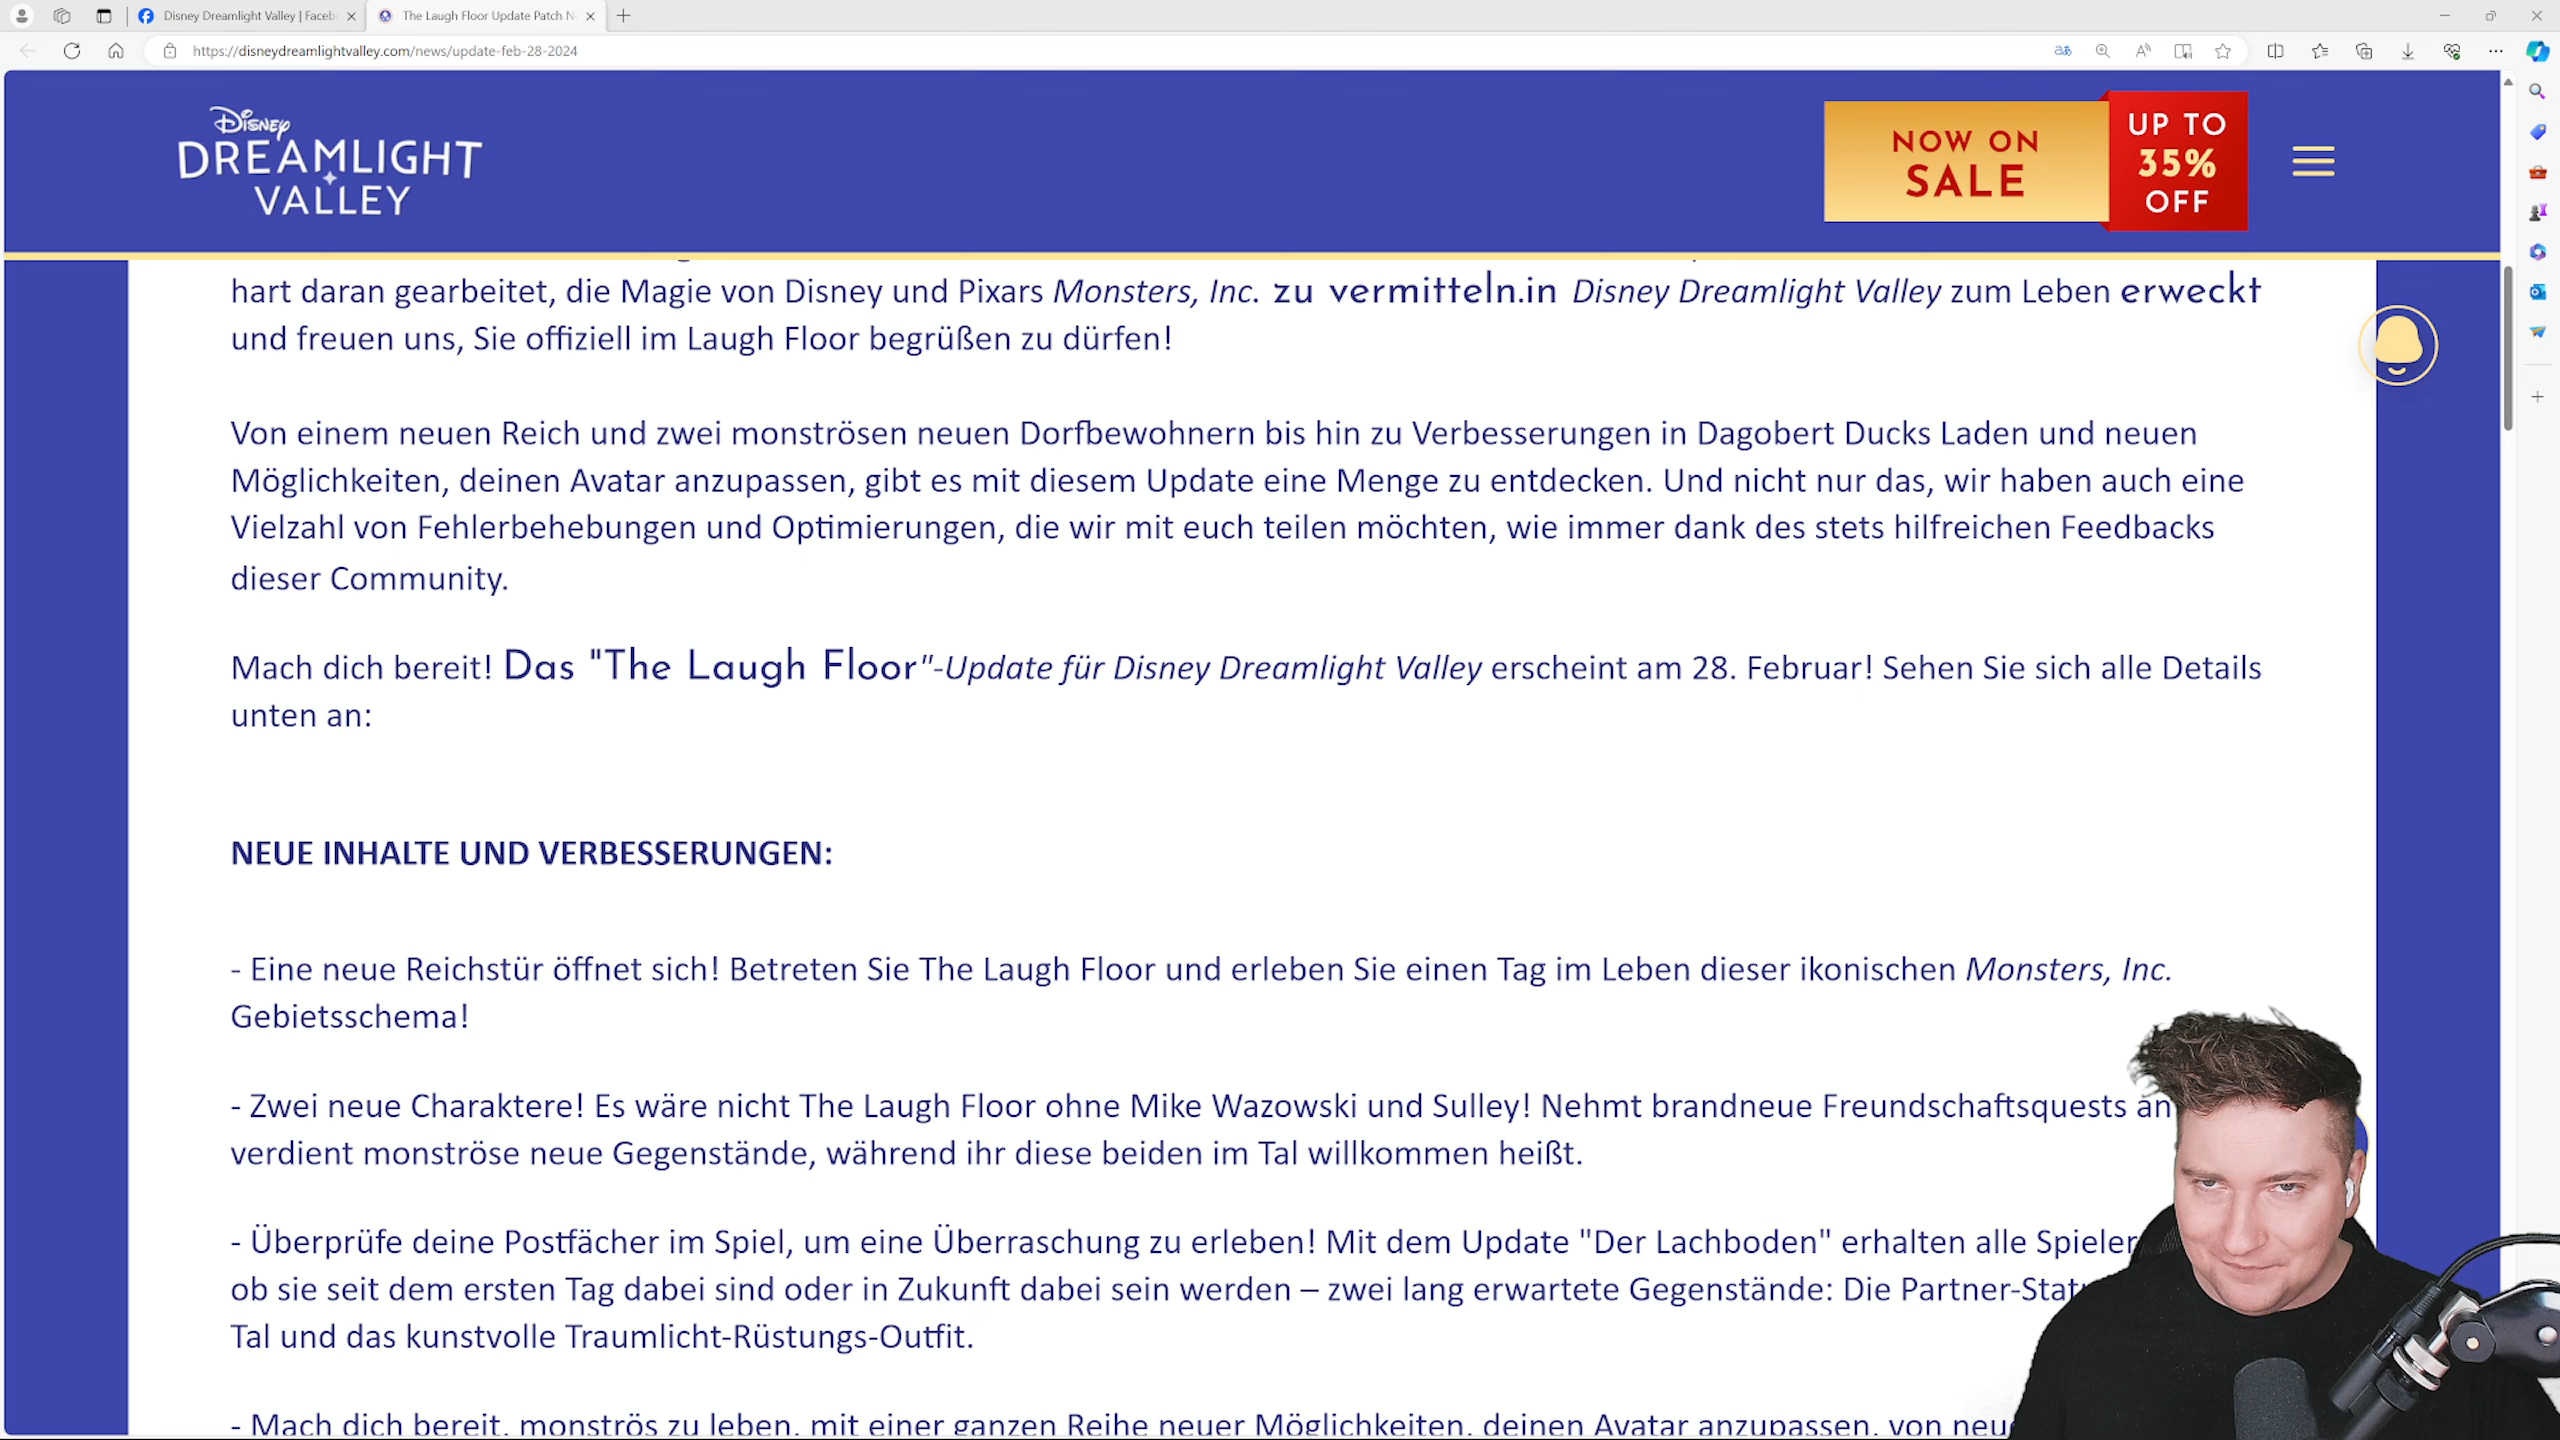 Disney Dreamlight Valley | Faceb
The Laugh Floor Update Patch N
https://disneydreamlightvalley.com/news/update-feb-28-2024
Disney
DREAMLIGHT
VALLEY
NOW ON
SALE
UP TO
35%
OFF
hart daran gearbeitet, die Magie von Disney und Pixars Monsters, Inc. zu vermitteln.in Disney Dreamlight Valley zum Leben erweckt
und freuen uns, Sie offiziell im Laugh Floor begrüßen zu dürfen!
Von einem neuen Reich und zwei monströsen neuen Dorfbewohnern bis hin zu Verbesserungen in Dagobert Ducks Laden und neuen
Möglichkeiten, deinen Avatar anzupassen, gibt es mit diesem Update eine Menge zu entdecken. Und nicht nur das, wir haben auch eine
Vielzahl von Fehlerbehebungen und Optimierungen, die wir mit euch teilen möchten, wie immer dank des stets hilfreichen Feedbacks
dieser Community.
Mach dich bereit! Das "The Laugh Floor"-Update für Disney Dreamlight Valley erscheint am 28. Februar! Sehen Sie sich alle Details
unten an:
NEUE INHALTE UND VERBESSERUNGEN:
- Eine neue Reichstür öffnet sich! Betreten Sie The Laugh Floor und erleben Sie einen Tag im Leben dieser ikonischen Monsters, Inc.
Gebietsschema!
- Zwei neue Charaktere! Es wäre nicht The Laugh Floor ohne Mike Wazowski und Sulley! Nehmt brandneue Freundschaftsquests an
verdient monströse neue Gegenstände, während ihr diese beiden im Tal willkommen heißt.
- Überprüfe deine Postfächer im Spiel, um eine Überraschung zu erleben! Mit dem Update "Der Lachboden" erhalten alle Spieler
ob sie seit dem ersten Tag dabei sind oder in Zukunft dabei sein werden – zwei lang erwartete Gegenstände: Die Partner-Stat
Tal und das kunstvolle Traumlicht-Rüstungs-Outfit.
- Mach dich bereit, monströs zu leben, mit einer ganzen Reihe neuer Möglichkeiten, deinen Avatar anzupassen, von neu